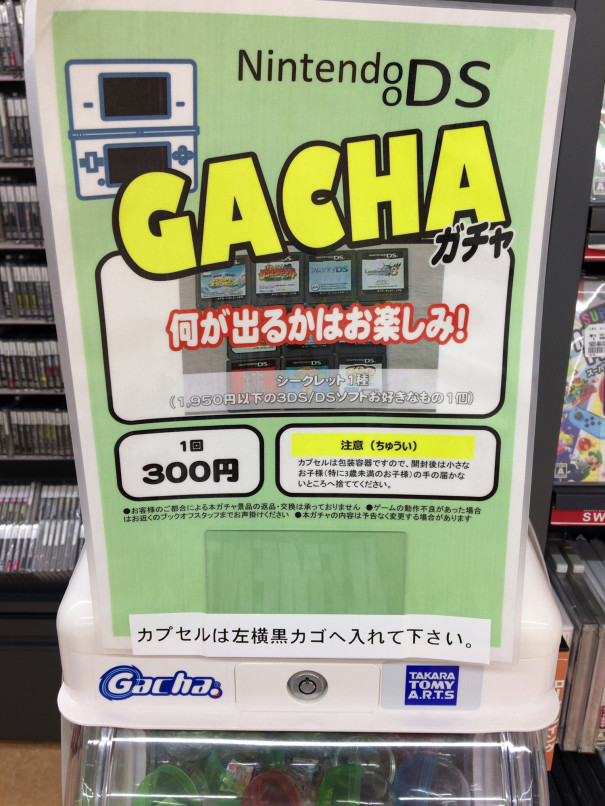 NintendoDS
GACHA
ガチャ
何が出るかはお楽しみ!
シークレット1種
(1,950円以下の3DS/DSソフトお好きなもの1個)
1回
300円
注意(ちゅうい)
カプセルは包装容器ですので、開封後は小さな
お子様(特に3歳未満のお子様)の手の届かな
いところへ捨ててください。
●お客様のご都合による本ガチャ景品の返品・交換は承っておりません ●ゲームの動作不良があった場合
はお近くのブックオフスタッフまでお声掛けください ●本ガチャの内容は予告なく変更する場合があります
カプセルは左横黒カゴへ入れて下さい。
Gacha
TAKARA
TOMY
A.R.T.S
SW